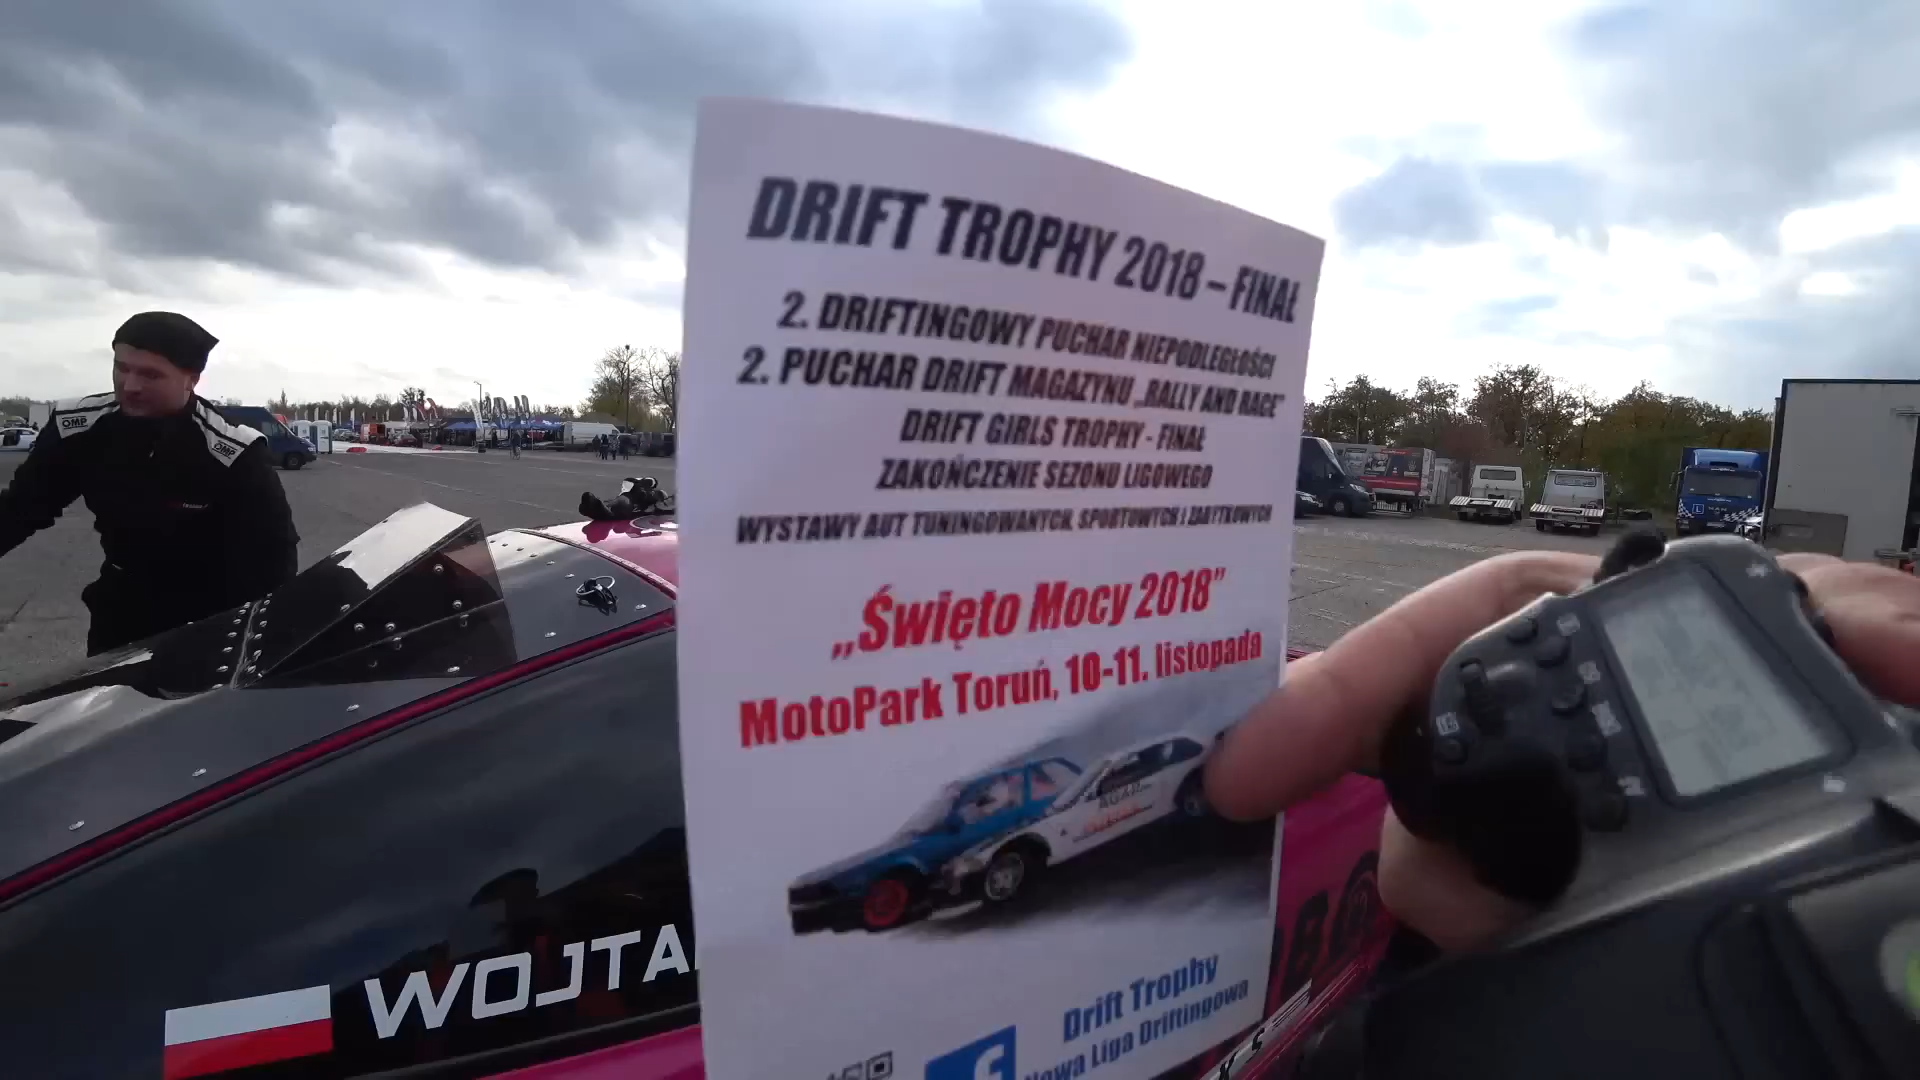 DRIFT TROPHY 2018 – FINAŁ
2. DRIFTINGOWY PUCHAR NIEPODLEGŁOŚCI
2. PUCHAR DRIFT MAGAZYNU „RALLY AND RACE”
DRIFT GIRLS TROPHY - FINAŁ
ZAKOŃCZENIE SEZONU LIGOWEGO
WYSTAWY AUT TUNINGOWANYCH, SPORTOWYCH I ZABYTKOWYCH
„Święto Mocy 2018”
MotoPark Toruń, 10-11. listopada
Drift Trophy
Nowa Liga Driftingowa
WOJTA
OMP
OMP
L